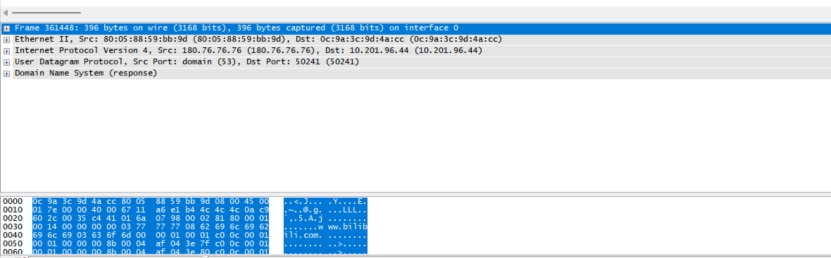 Frame 361448: 396 bytes on wire (3168 bits), 396 bytes captured (3168 bits) on interface 0
Ethernet II, Src: 80:05:88:59:bb:9d (80:05:88:59:bb:9d), Dst: 0c:9a:3c:9d:4a:cc (0c:9a:3c:9d:4a:cc)
Internet Protocol Version 4, Src: 180.76.76.76 (180.76.76.76), Dst: 10.201.96.44 (10.201.96.44)
User Datagram Protocol, Src Port: domain (53), Dst Port: 50241 (50241)
Domain Name System (response)
0000 0c 9a 3c 9d 4a cc 80 05 88 59 bb 9d 08 00 45 00 ..<.J... .Y....E.
0010 01 7e 00 00 40 00 67 11 a6 e1 b4 4c 4c 4c 0a c9 .~..@.g. ...LLL..
0020 60 2c 00 35 c4 41 01 6a 07 98 00 02 81 80 00 01 `,.5.A.j ........
0030 00 14 00 00 00 00 03 77 77 77 08 62 69 6c 69 62 .......w ww.bilib
0040 69 6c 69 03 63 6f 6d 00 00 01 00 01 c0 0c 00 01 ili.com. ........
0050 00 01 00 00 00 8b 00 04 af 04 3e 7f c0 0c 00 01 ........ ..>.....
0060 00 01 00 00 00 8b 00 04 af 04 3e 80 c0 0c 00 01 ........ ..>.....